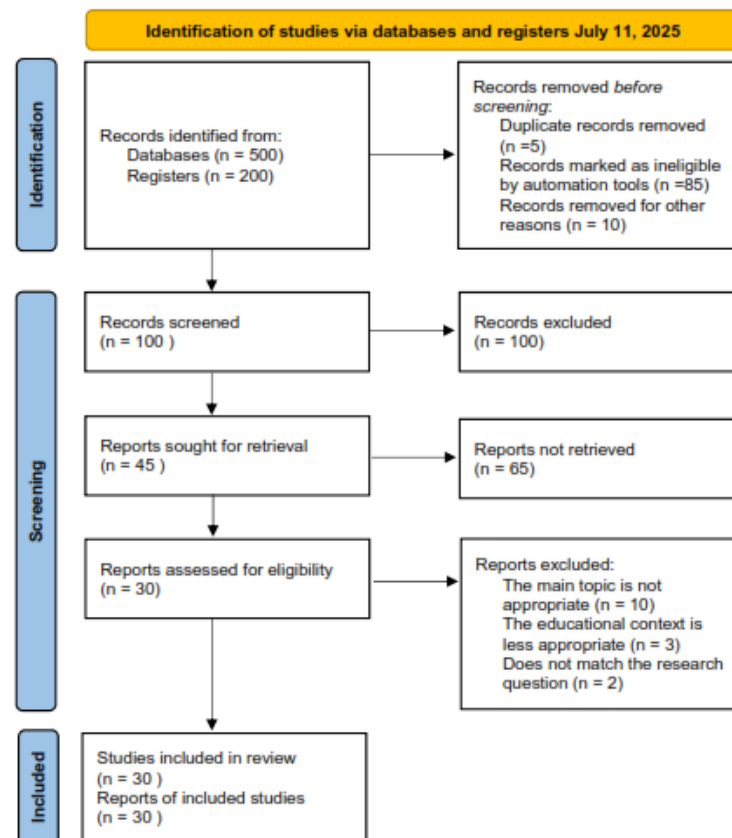 Identification of studies via databases and registers July 11, 2025
Identification
Records identified from:
Databases (n = 500)
Registers (n = 200)
Records removed before
screening:
Duplicate records removed
(n =5)
Records marked as ineligible
by automation tools (n =85)
Records removed for other
reasons (n = 10)
Screening
Records screened
(n = 100 )
Records excluded
(n = 100)
Reports sought for retrieval
(n = 45 )
Reports not retrieved
(n = 65)
Reports assessed for eligibility
(n = 30)
Reports excluded:
The main topic is not
appropriate (n = 10)
The educational context is
less appropriate (n = 3)
Does not match the research
question (n = 2)
Included
Studies included in review
(n = 30 )
Reports of included studies
(n = 30 )